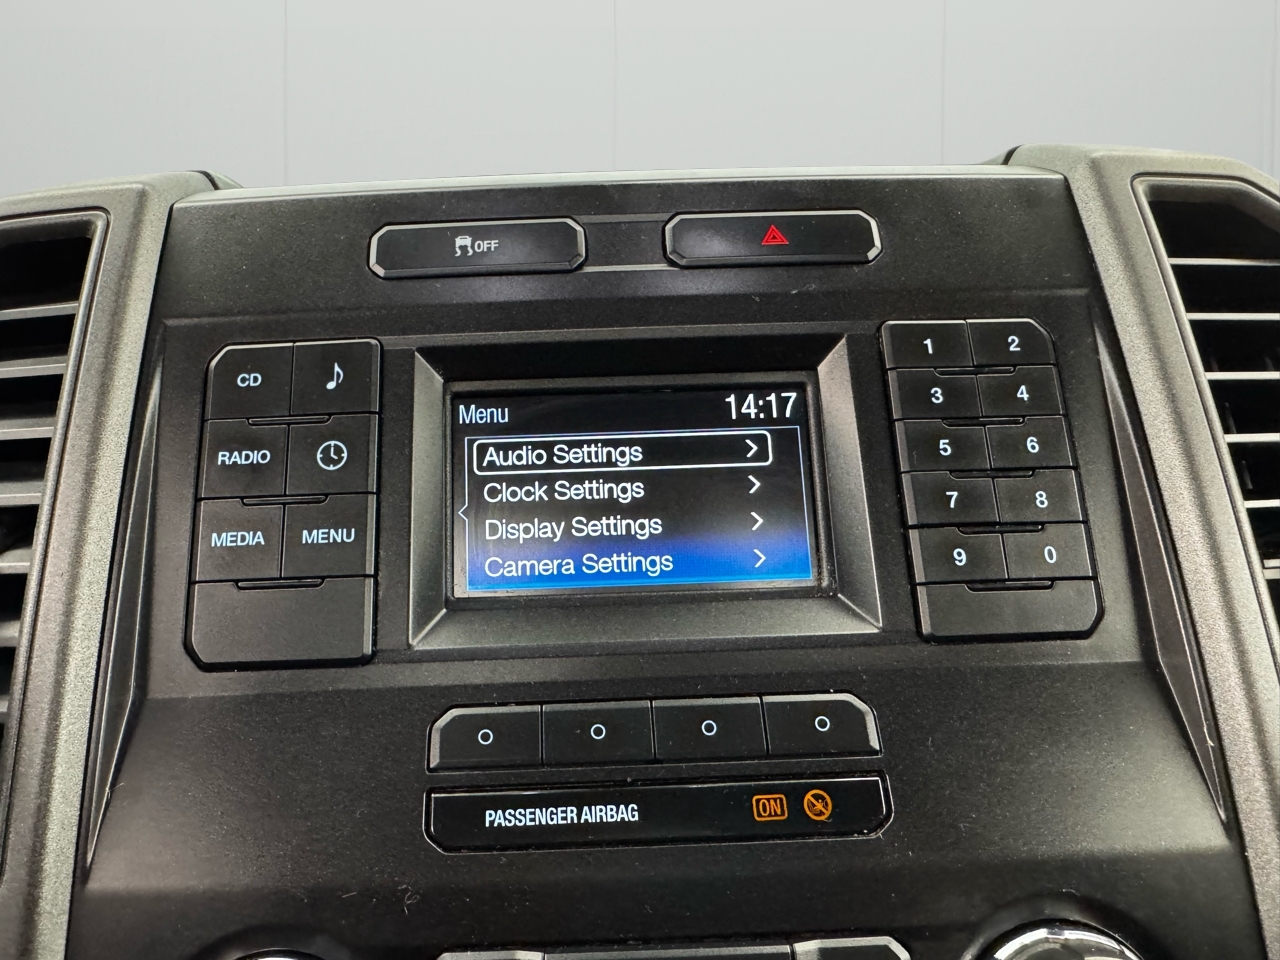 OFF
CD
RADIO
MEDIA
MENU
Menu
14:17
Audio Settings
Clock Settings
Display Settings
Camera Settings
1
2
3
4
5
6
7
8
9
0
PASSENGER AIRBAG
ON